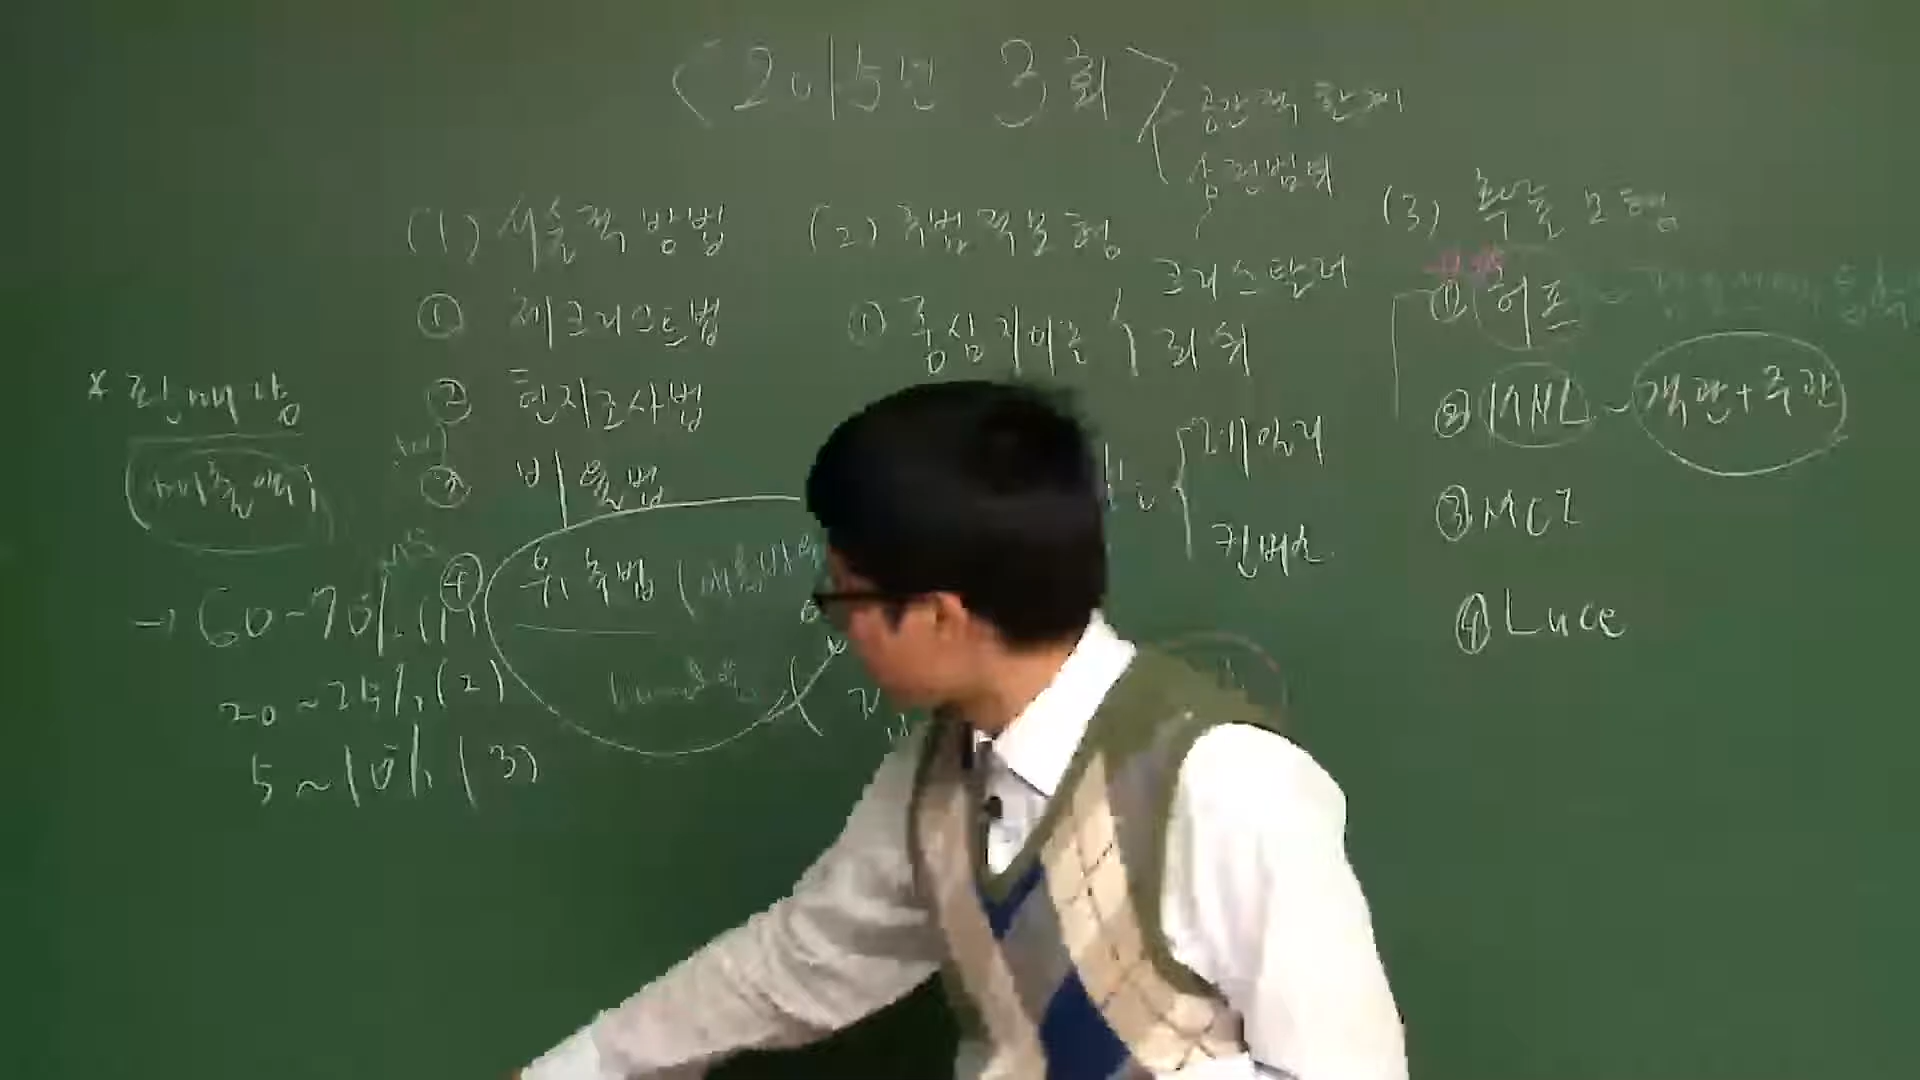 <2015년 3회>
공간적 한계
상권범위
(1) 서술적 방법
① 체크리스트법
② 현지조사법
③ 비율법
④ 유추법
(2) 규범적모형
① 중심지이론
크리스탈러
뢰쉬
레일리
컨버스
(3) 확률모형
① 허프
② MNL ~ 객관+주관
③ MCI
④ Luce
* 판매량
매출액
→ 60~70% (1)
20~25% (2)
5~10% (3)